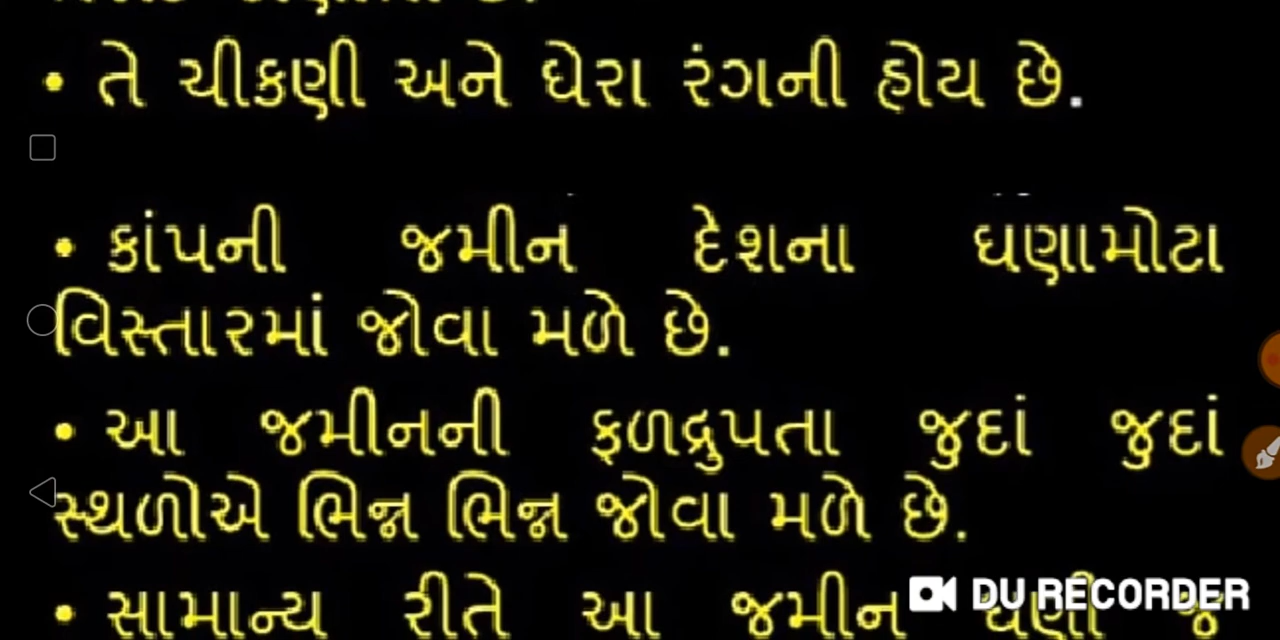 • તે ચીકણી અને ઘેરા રંગની હોય છે.
• કાંપની જમીન દેશના ઘણામોટા
વિસ્તારમાં જોવા મળે છે.
• આ જમીનની ફળદ્રુપતા જુદાં જુદાં
સ્થળોએ ભિન્ન ભિન્ન જોવા મળે છે.
• સામાન્ય રીતે આ જમીન
DU RECORDER